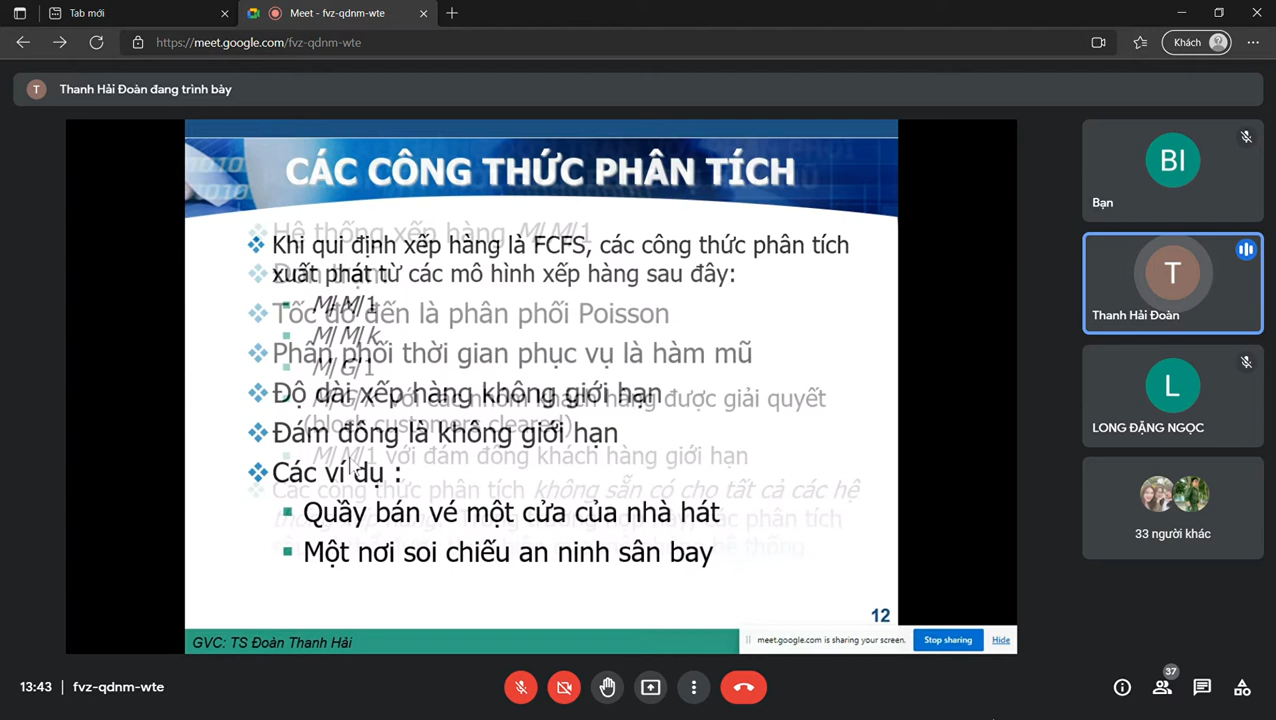 Tab mới
Meet - fvz-qdnm-wte
https://meet.google.com/fvz-qdnm-wte
Khách
T
Thanh Hải Đoàn đang trình bày
CÁC CÔNG THỨC PHÂN TÍCH
Hệ thống xếp hàng M/M/1
Khi qui định xếp hàng là FCFS, các công thức phân tích
xuất phát từ các mô hình xếp hàng sau đây:
M/M/1
Tốc độ đến là phân phối Poisson
M/M/k
Phân phối thời gian phục vụ là hàm mũ
M/G/1
Độ dài xếp hàng không giới hạn
M/G/k với các nhóm khách hàng được giải quyết
(block customers cleared)
Đám đông là không giới hạn
M/M/1 với đám đông khách hàng giới hạn
Các ví dụ :
Các công thức phân tích không sẵn có cho tất cả các hệ
Quầy bán vé một cửa của nhà hát
Một nơi soi chiếu an ninh sân bay
12
GVC: TS Đoàn Thanh Hải
meet.google.com is sharing your screen.
Stop sharing
Hide
BI
Bạn
T
Thanh Hải Đoàn
L
LONG ĐẶNG NGỌC
33 người khác
13:43 | fvz-qdnm-wte
37